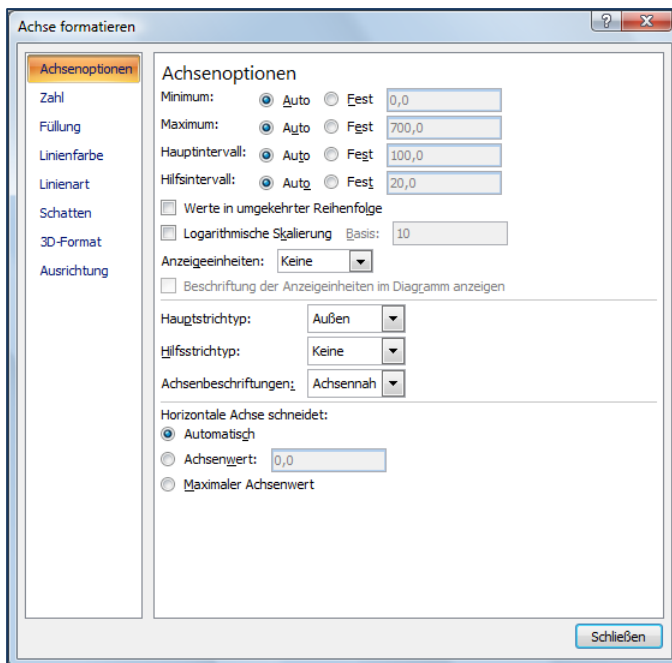 Achse formatieren
Achsenoptionen
Zahl
Füllung
Linienfarbe
Linienart
Schatten
3D-Format
Ausrichtung
Achsenoptionen
Minimum: Auto Fest 0,0
Maximum: Auto Fest 700,0
Hauptintervall: Auto Fest 100,0
Hilfsintervall: Auto Fest 20,0
Werte in umgekehrter Reihenfolge
Logarithmische Skalierung Basis: 10
Anzeigeeinheiten: Keine
Beschriftung der Anzeigeinheiten im Diagramm anzeigen
Hauptstrichtyp: Außen
Hilfsstrichtyp: Keine
Achsenbeschriftungen: Achsennah
Horizontale Achse schneidet:
Automatisch
Achsenwert: 0,0
Maximaler Achsenwert
Schließen